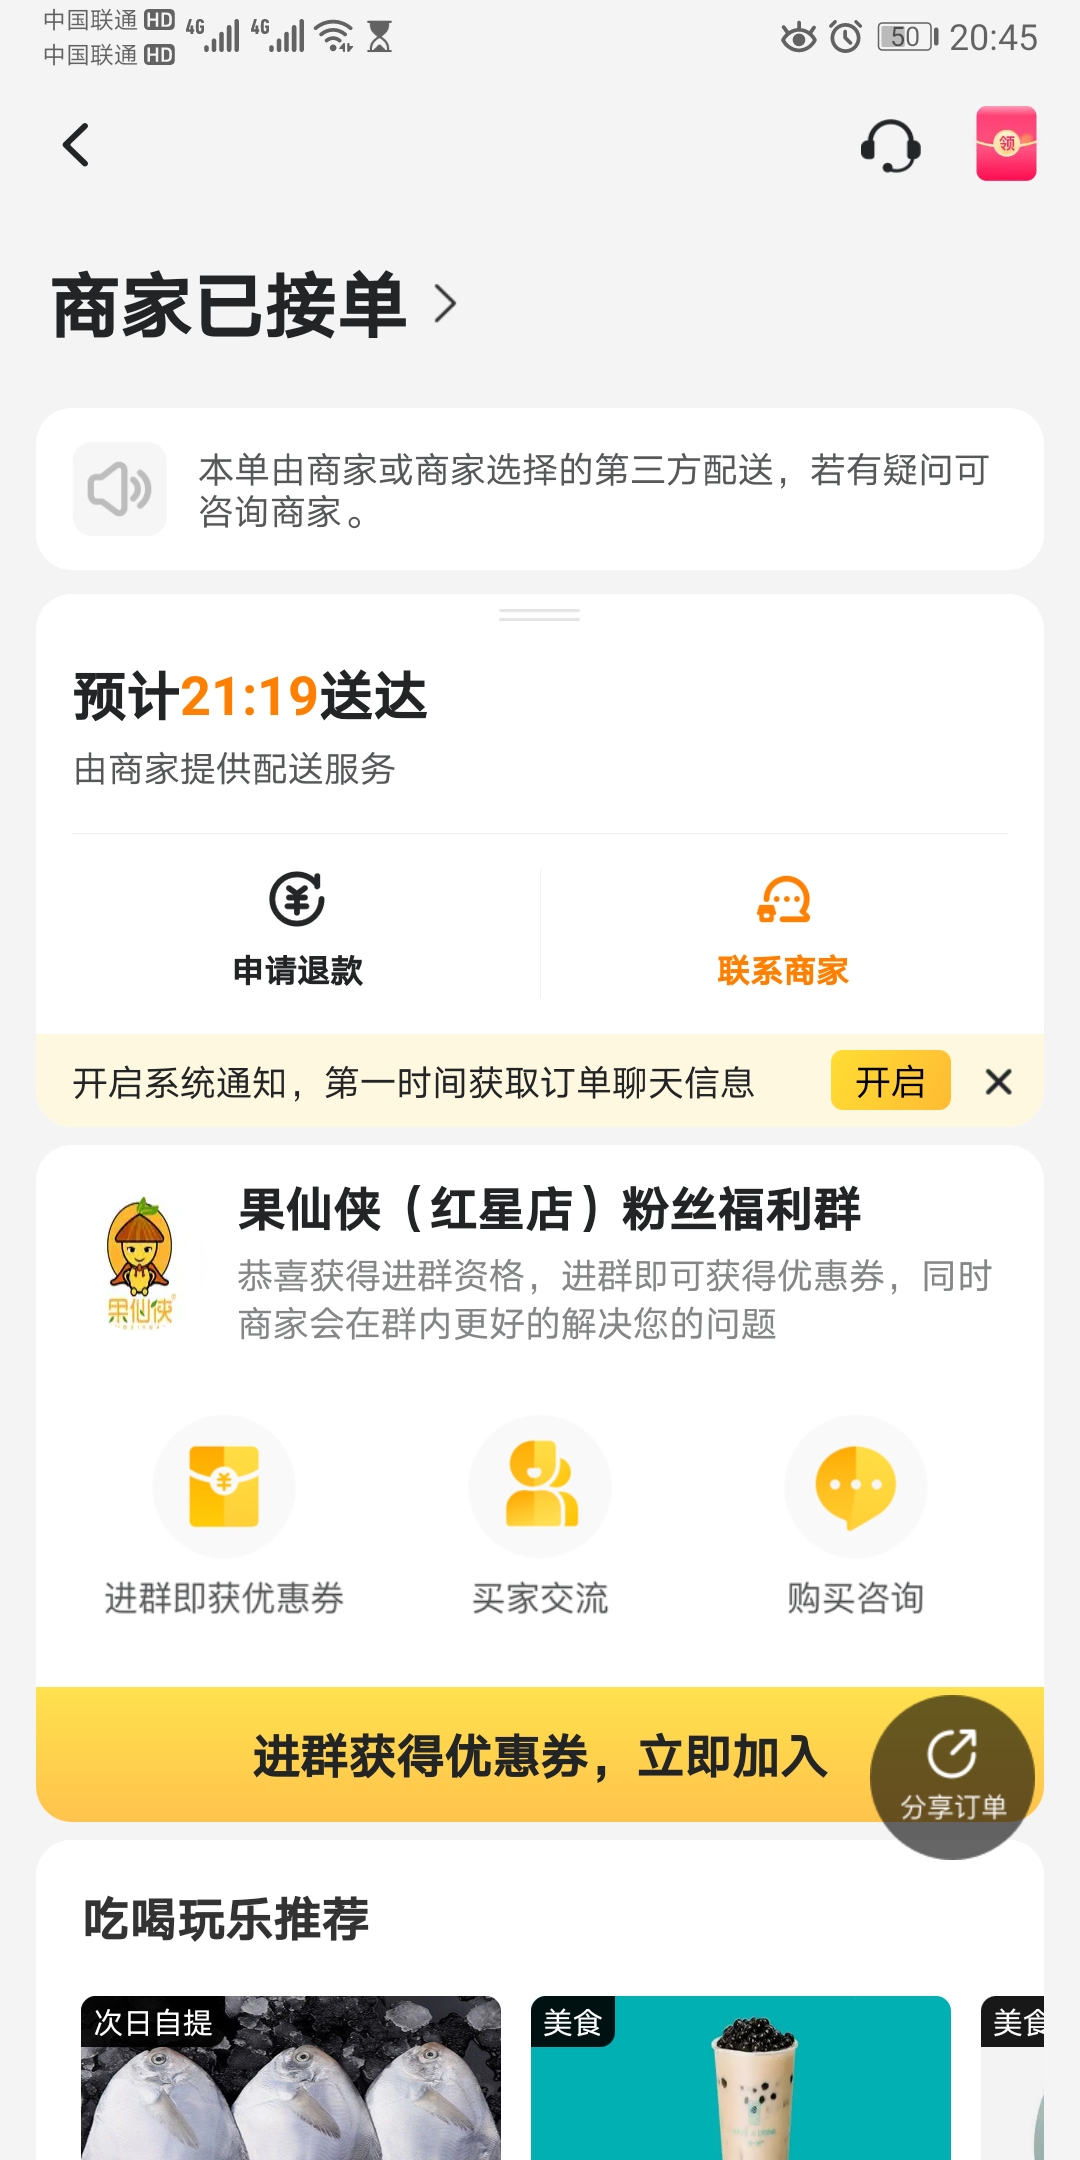 中国联通 HD 4G 4G 50 20:45
中国联通 HD
领
商家已接单
本单由商家或商家选择的第三方配送，若有疑问可
咨询商家。
预计21:19送达
由商家提供配送服务
申请退款
联系商家
开启系统通知，第一时间获取订单聊天信息 开启
果仙侠（红星店）粉丝福利群
恭喜获得进群资格，进群即可获得优惠券，同时
商家会在群内更好的解决您的问题
果仙侠
进群即获优惠券
买家交流
购买咨询
进群获得优惠券，立即加入
分享订单
吃喝玩乐推荐
次日自提
美食
美食